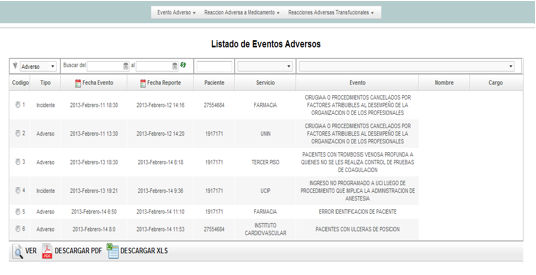 Evento Adverso Reaccion Adversa a Medicamento Reacciones Adversas Transfucionales
Listado de Eventos Adversos
Adverso Buscar del al
Codigo Tipo Fecha Evento Fecha Reporte Paciente Servicio Evento Nombre Cargo
1 Incidente 2013-Febrero-11 18:30 2013-Febrero-12 14:16 27554684 FARMACIA CIRUGIAA O PROCEDIMIENTOS CANCELADOS POR
FACTORES ATRIBUIBLES AL DESEMPEÑO DE LA
ORGANIZACION O DE LOS PROFESIONALES
2 Adverso 2013-Febrero-11 13:30 2013-Febrero-12 14:20 1917171 UNIN CIRUGIAA O PROCEDIMIENTOS CANCELADOS POR
FACTORES ATRIBUIBLES AL DESEMPEÑO DE LA
ORGANIZACION O DE LOS PROFESIONALES
3 Adverso 2013-Febrero-13 18:30 2013-Febrero-14 8:18 1917171 TERCER PISO PACIENTES CON TROMBOSIS VENOSA PROFUNDA A
QUIENES NO SE LES REALIZA CONTROL DE PRUEBAS
DE COAGULACION
4 Incidente 2013-Febrero-13 19:21 2013-Febrero-14 9:36 1917171 UCIP INGRESO NO PROGRAMADO A UCI LUEGO DE
PROCEDIMIENTO QUE IMPLICA LA ADMINISTRACION DE
ANESTESIA
5 Adverso 2013-Febrero-14 6:50 2013-Febrero-14 11:10 1917171 FARMACIA ERROR IDENTIFICACION DE PACIENTE
6 Adverso 2013-Febrero-14 8:0 2013-Febrero-14 11:53 27554684 INSTITUTO
CARDIOVASCULAR PACIENTES CON ULCERAS DE POSICION
VER DESCARGAR PDF DESCARGAR XLS